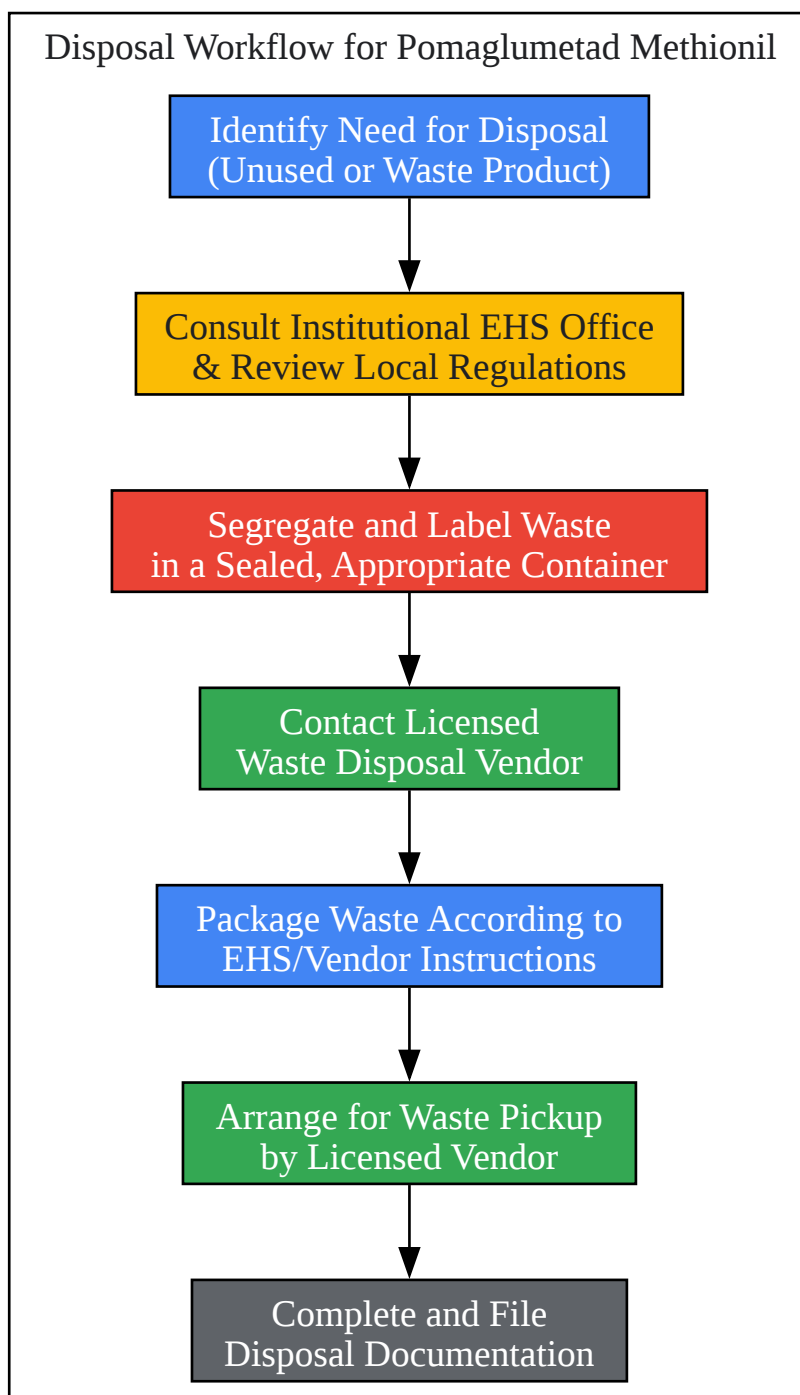 Disposal Workflow for Pomaglumetad Methionil
Identify Need for Disposal
(Unused or Waste Product)
Consult Institutional EHS Office
& Review Local Regulations
Segregate and Label Waste
in a Sealed, Appropriate Container
Contact Licensed
Waste Disposal Vendor
Package Waste According to
EHS/Vendor Instructions
Arrange for Waste Pickup
by Licensed Vendor
Complete and File
Disposal Documentation